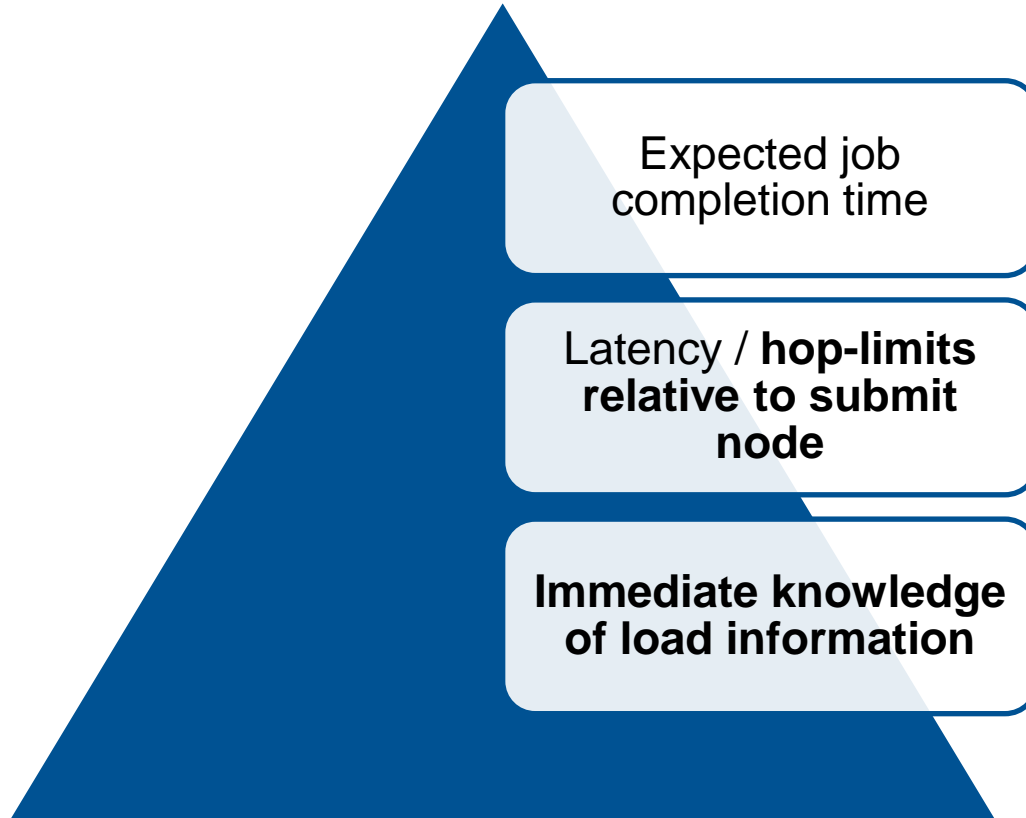 Expected job
completion time
Latency / hop-limits
relative to submit
node
Immediate knowledge
of load information